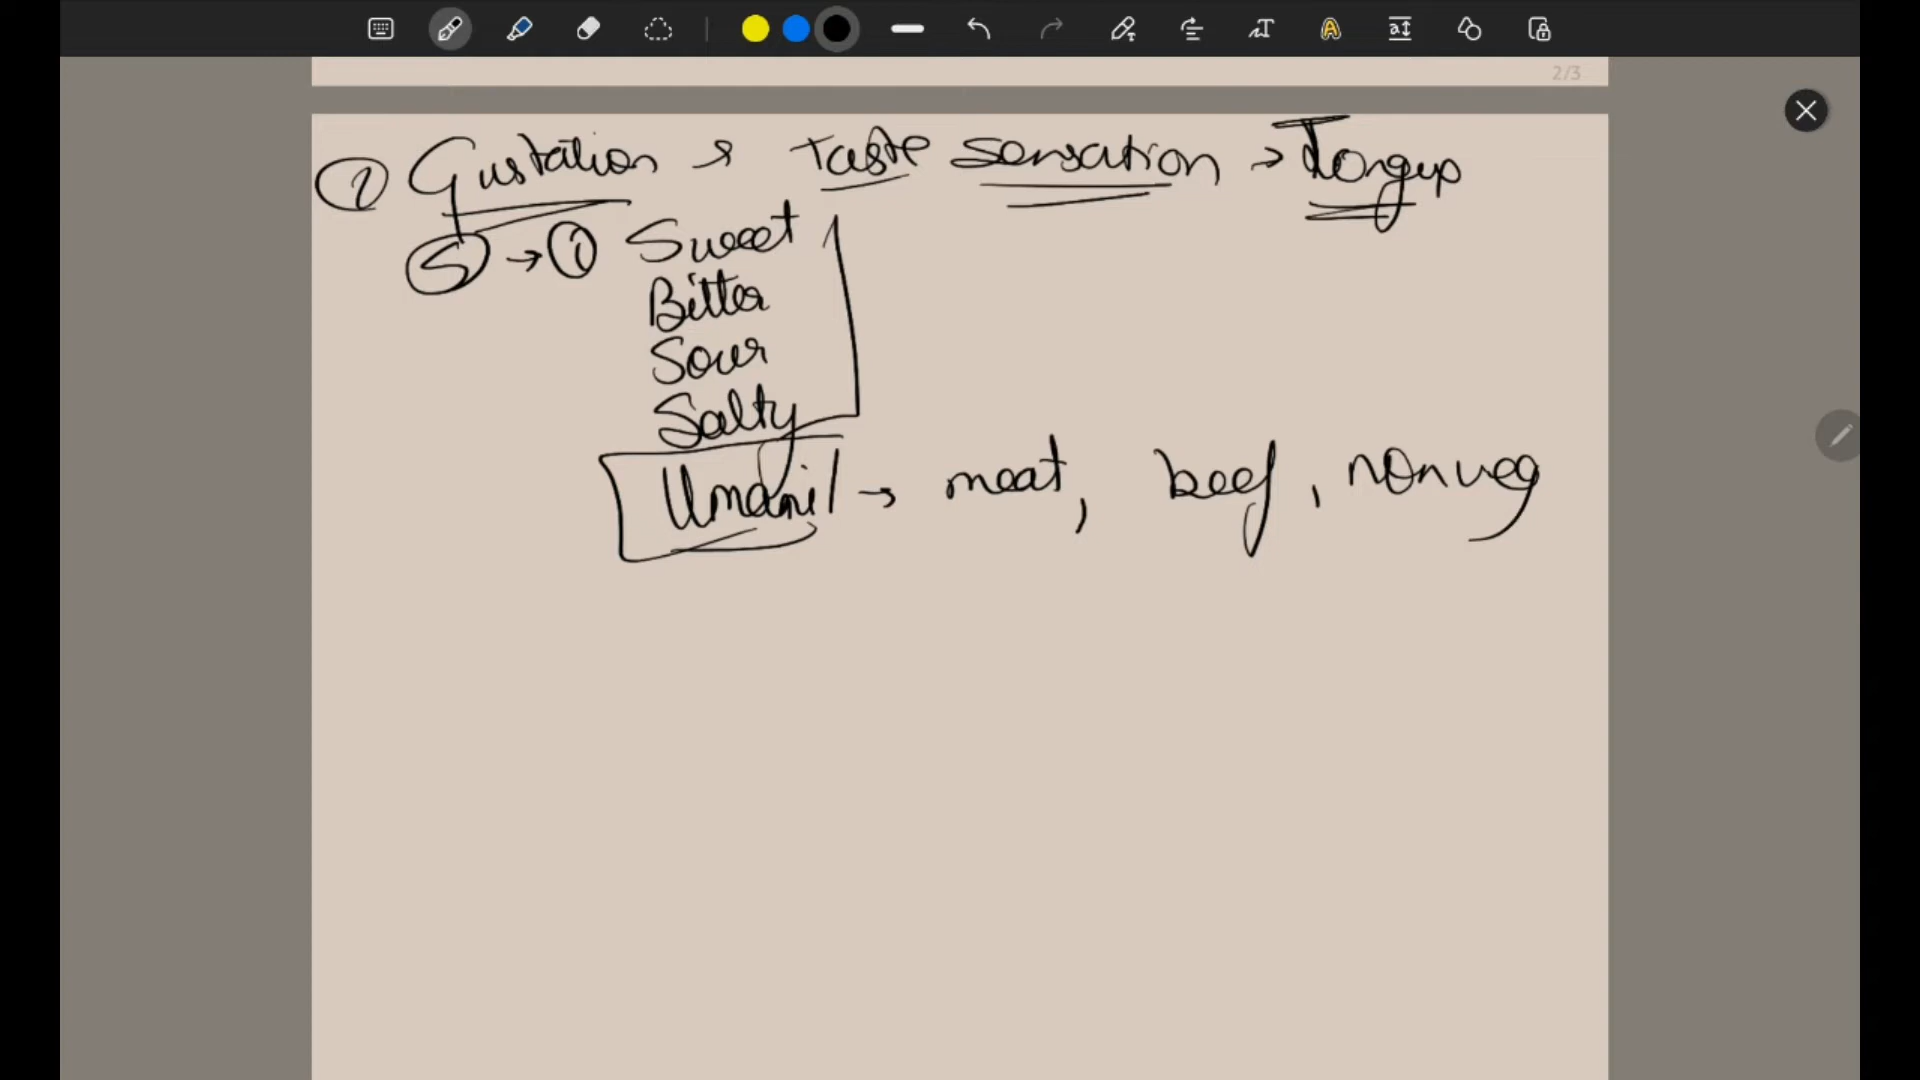 2/3
① Gustation → Taste sensation → Tongue
⑤ → ① Sweet
Bitter
Sour
Salty
Umami → meat, beef, nonveg